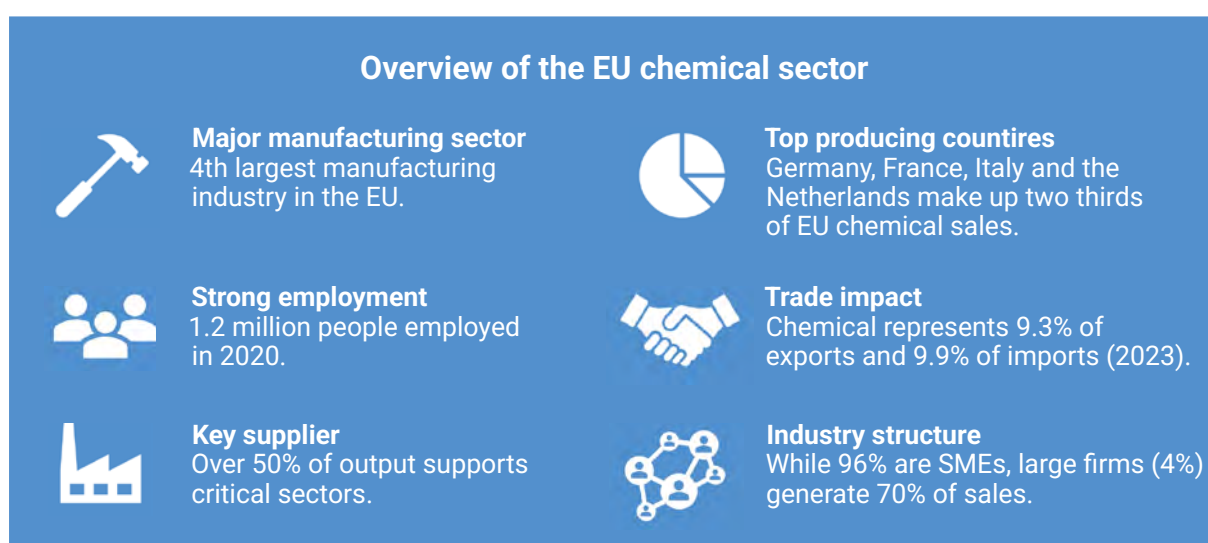 Overview of the EU chemical sector
Major manufacturing sector
4th largest manufacturing
industry in the EU.
Strong employment
1.2 million people employed
in 2020.
Key supplier
Over 50% of output supports
critical sectors.
Top producing countires
Germany, France, Italy and the
Netherlands make up two thirds
of EU chemical sales.
Trade impact
Chemical represents 9.3% of
exports and 9.9% of imports (2023).
Industry structure
While 96% are SMEs, large firms (4%)
generate 70% of sales.